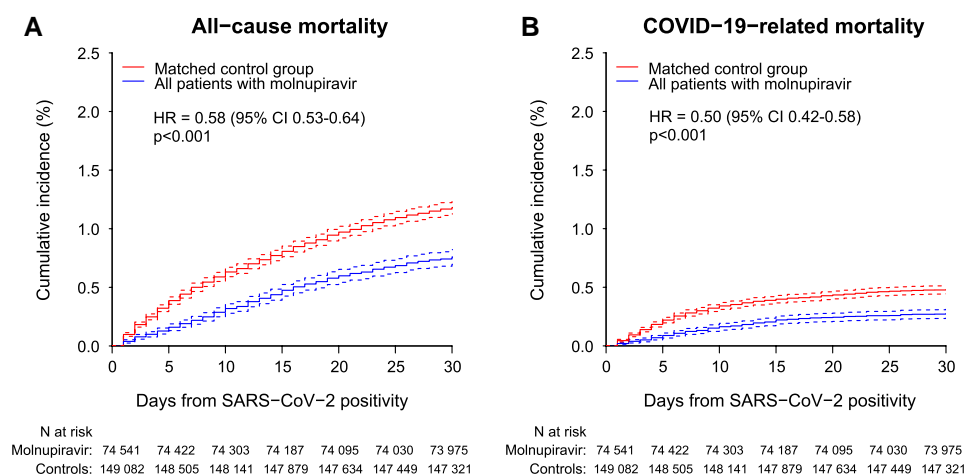 A
All−cause mortality
2.5
2.0
1.5
1.0
0.5
0.0
Cumulative incidence (%)
Matched control group
All patients with molnupiravir
HR = 0.58 (95% CI 0.53-0.64)
p<0.001
0 5 10 15 20 25 30
Days from SARS−CoV−2 positivity
N at risk
Molnupiravir: 74 541 74 422 74 303 74 187 74 095 74 030 73 975
Controls: 149 082 148 505 148 141 147 879 147 634 147 449 147 321
B
COVID−19−related mortality
2.5
2.0
1.5
1.0
0.5
0.0
Cumulative incidence (%)
Matched control group
All patients with molnupiravir
HR = 0.50 (95% CI 0.42-0.58)
p<0.001
0 5 10 15 20 25 30
Days from SARS−CoV−2 positivity
N at risk
Molnupiravir: 74 541 74 422 74 303 74 187 74 095 74 030 73 975
Controls: 149 082 148 505 148 141 147 879 147 634 147 449 147 321